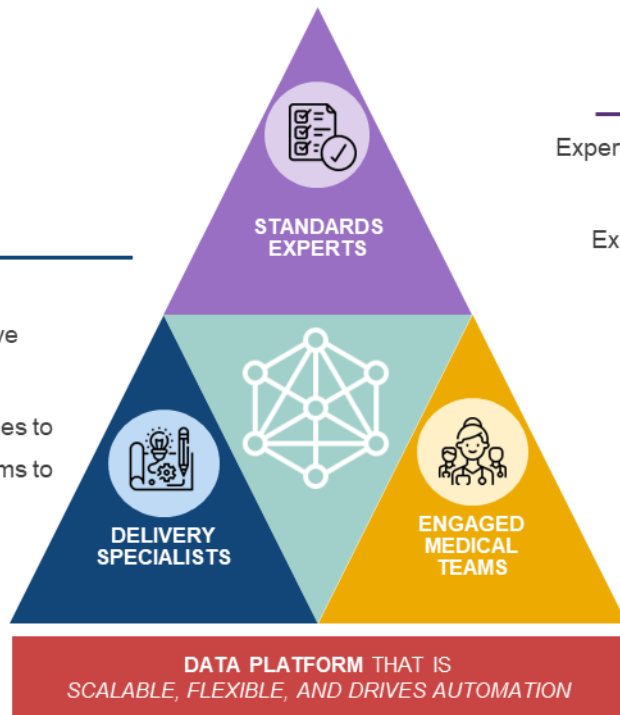 STANDARDS
EXPERTS
Exper
Ex
ve
es to
ms to
DELIVERY
SPECIALISTS
ENGAGED
MEDICAL
TEAMS
DATA PLATFORM THAT IS
SCALABLE, FLEXIBLE, AND DRIVES AUTOMATION